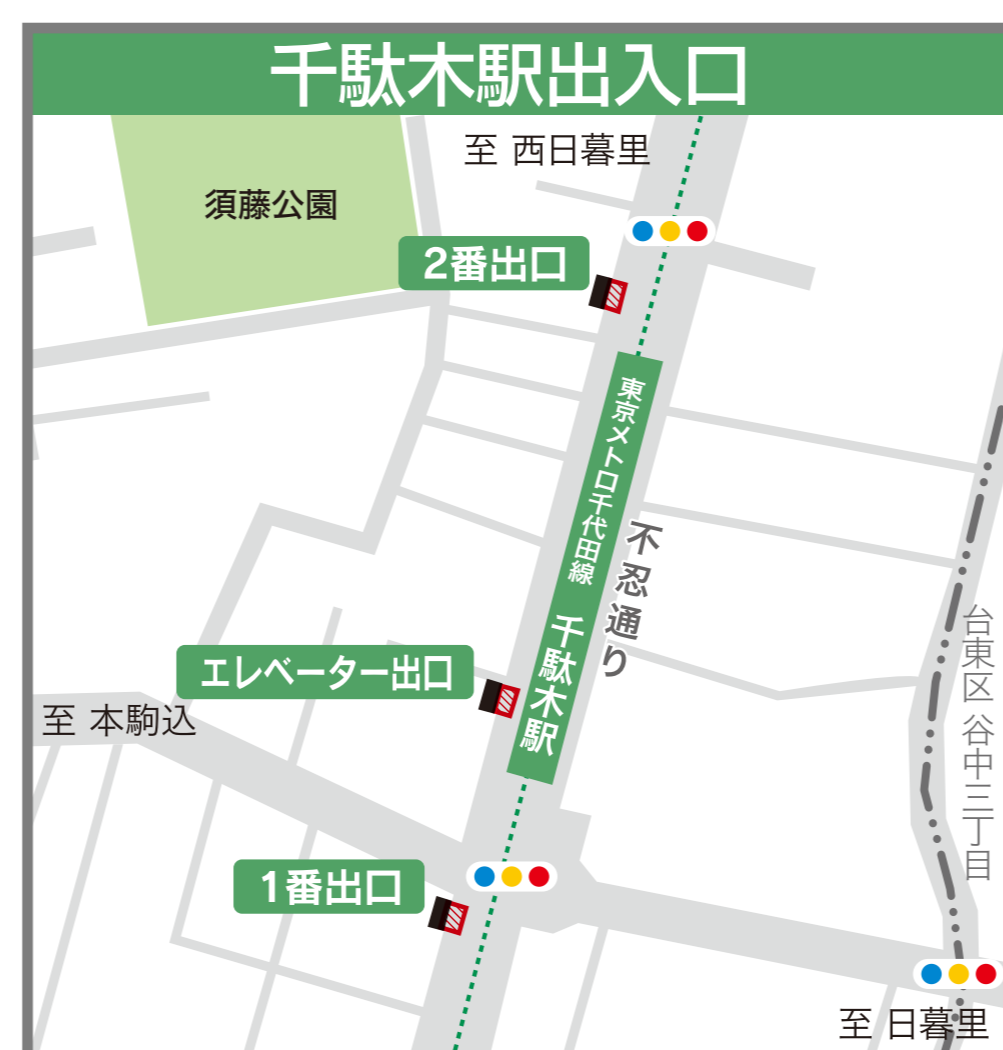 千駄木駅出入口
至 西日暮里
須藤公園
2番出口
東京メトロ千代田線 千駄木駅
不忍通り
台東区 谷中三丁目
エレベーター出口
至 本駒込
1番出口
至 日暮里